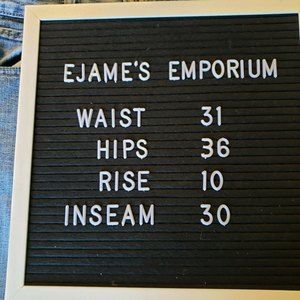 EJAME'S EMPORIUM
WAIST 31
HIPS 36
RISE 10
INSEAM 30